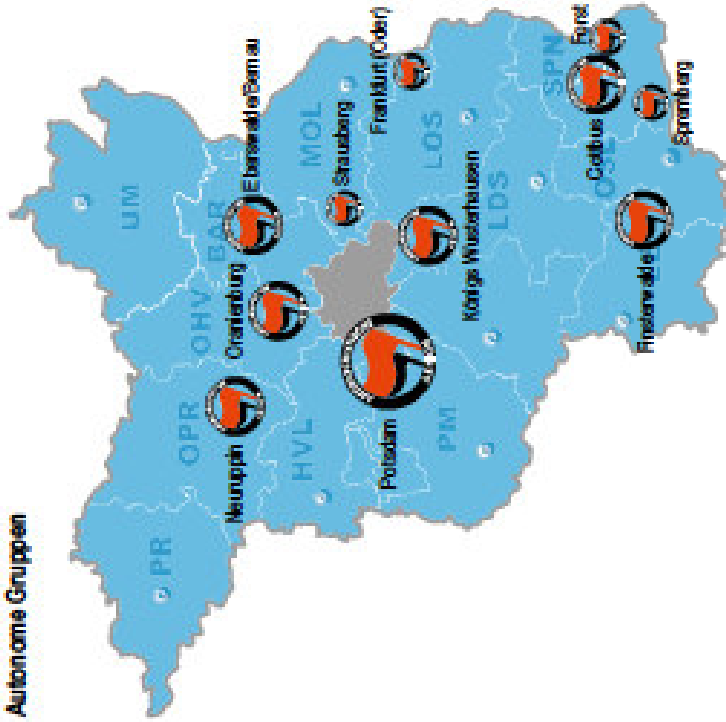 Autonome Gruppen
PR
UM
OPR
Neuruppin
OHV
Oranienburg
BAR
Eberswalde/Bernau
HVL
MOL
Strausberg
Frankfurt (Oder)
Potsdam
PM
LOS
Königs Wusterhausen
LDS
SPN
Forst
Cottbus
OSL
Spremberg
Finsterwalde